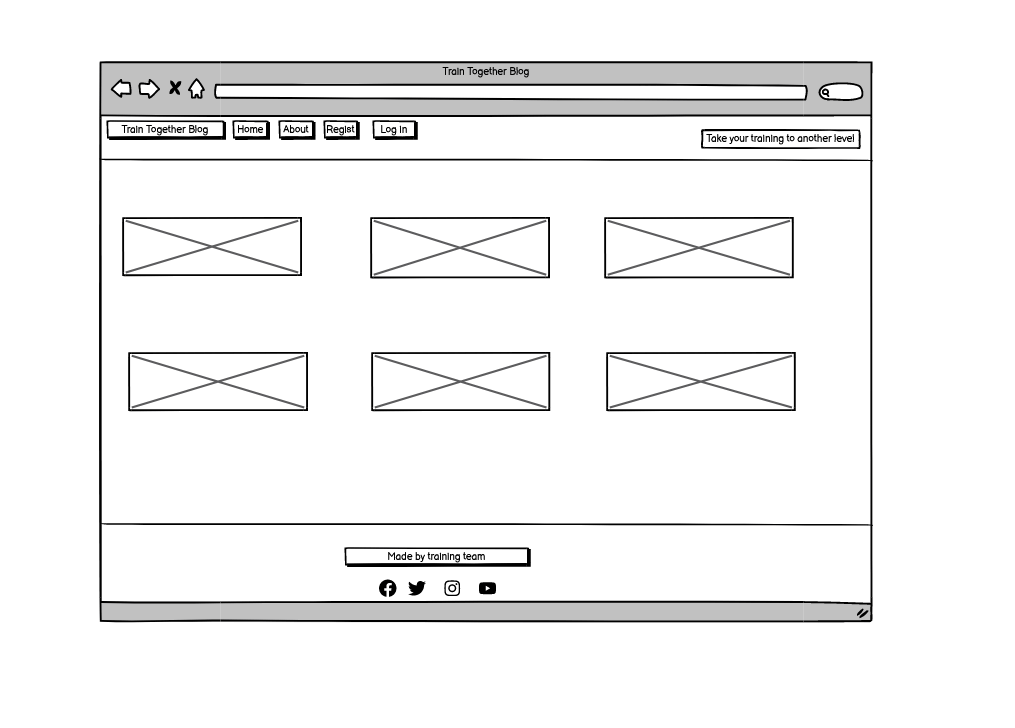 Train Together Blog
Train Together Blog
Home
About
Regist
Log in
Take your training to another level
Made by training team